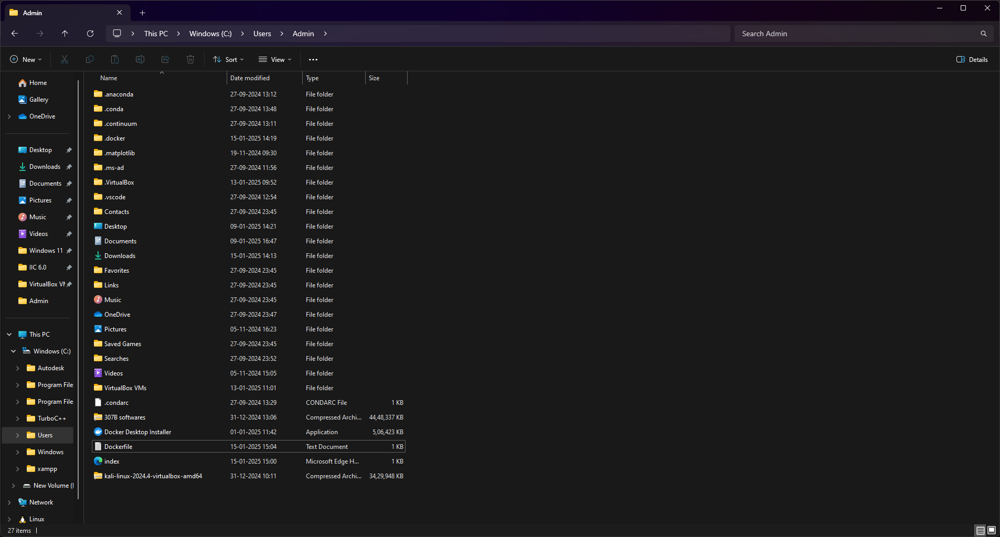 Admin
This PC Windows (C:) Users Admin
Search Admin
New
Sort
View
Details
Home
Gallery
OneDrive
Desktop
Downloads
Documents
Pictures
Music
Videos
Windows 11
IIC 6.0
VirtualBox VM
Admin
This PC
Windows (C:)
Autodesk
Program File
Program File
TurboC++
Users
Windows
xampp
New Volume (
Network
Linux
Name Date modified Type Size
.anaconda 27-09-2024 13:12 File folder
.conda 27-09-2024 13:48 File folder
.continuum 27-09-2024 13:11 File folder
.docker 15-01-2025 14:19 File folder
.matplotlib 19-11-2024 09:30 File folder
.ms-ad 27-09-2024 11:56 File folder
.VirtualBox 13-01-2025 09:52 File folder
.vscode 27-09-2024 12:54 File folder
Contacts 27-09-2024 23:45 File folder
Desktop 09-01-2025 14:21 File folder
Documents 09-01-2025 16:47 File folder
Downloads 15-01-2025 14:13 File folder
Favorites 27-09-2024 23:45 File folder
Links 27-09-2024 23:45 File folder
Music 27-09-2024 23:45 File folder
OneDrive 27-09-2024 23:47 File folder
Pictures 05-11-2024 16:23 File folder
Saved Games 27-09-2024 23:45 File folder
Searches 27-09-2024 23:52 File folder
Videos 05-11-2024 15:05 File folder
VirtualBox VMs 13-01-2025 11:01 File folder
.condarc 27-09-2024 13:29 CONDARC File 1 KB
307B softwares 31-12-2024 13:06 Compressed Archi... 44,48,337 KB
Docker Desktop Installer 01-01-2025 11:42 Application 5,06,423 KB
Dockerfile 15-01-2025 15:04 Text Document 1 KB
index 15-01-2025 15:00 Microsoft Edge H... 1 KB
kali-linux-2024.4-virtualbox-amd64 31-12-2024 10:11 Compressed Archi... 34,29,948 KB
27 items